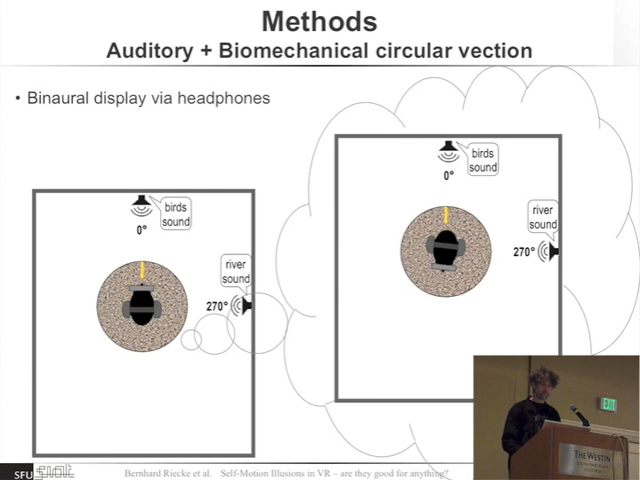 Methods
Auditory + Biomechanical circular vection
• Binaural display via headphones
birds
sound
0°
river
sound
270°
birds
sound
0°
river
sound
270°
EXIT
THE WESTIN
SFU
Bernhard Riecke et al. Self-Motion Illusions in VR – are they good for anything?